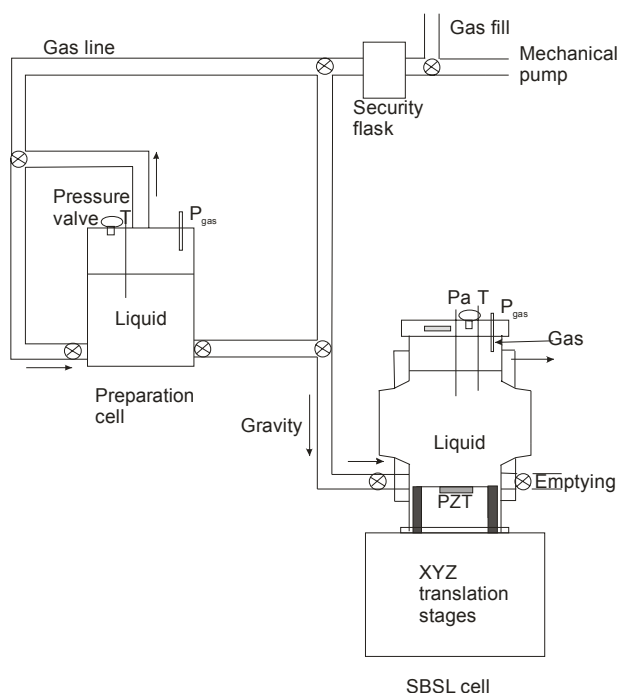 Gas line
Gas fill
Mechanical
pump
Security
flask
Pressure
valve
T
P gas
Liquid
Preparation
cell
Gravity
Pa T
P gas
Gas
Liquid
Emptying
PZT
XYZ
translation
stages
SBSL cell